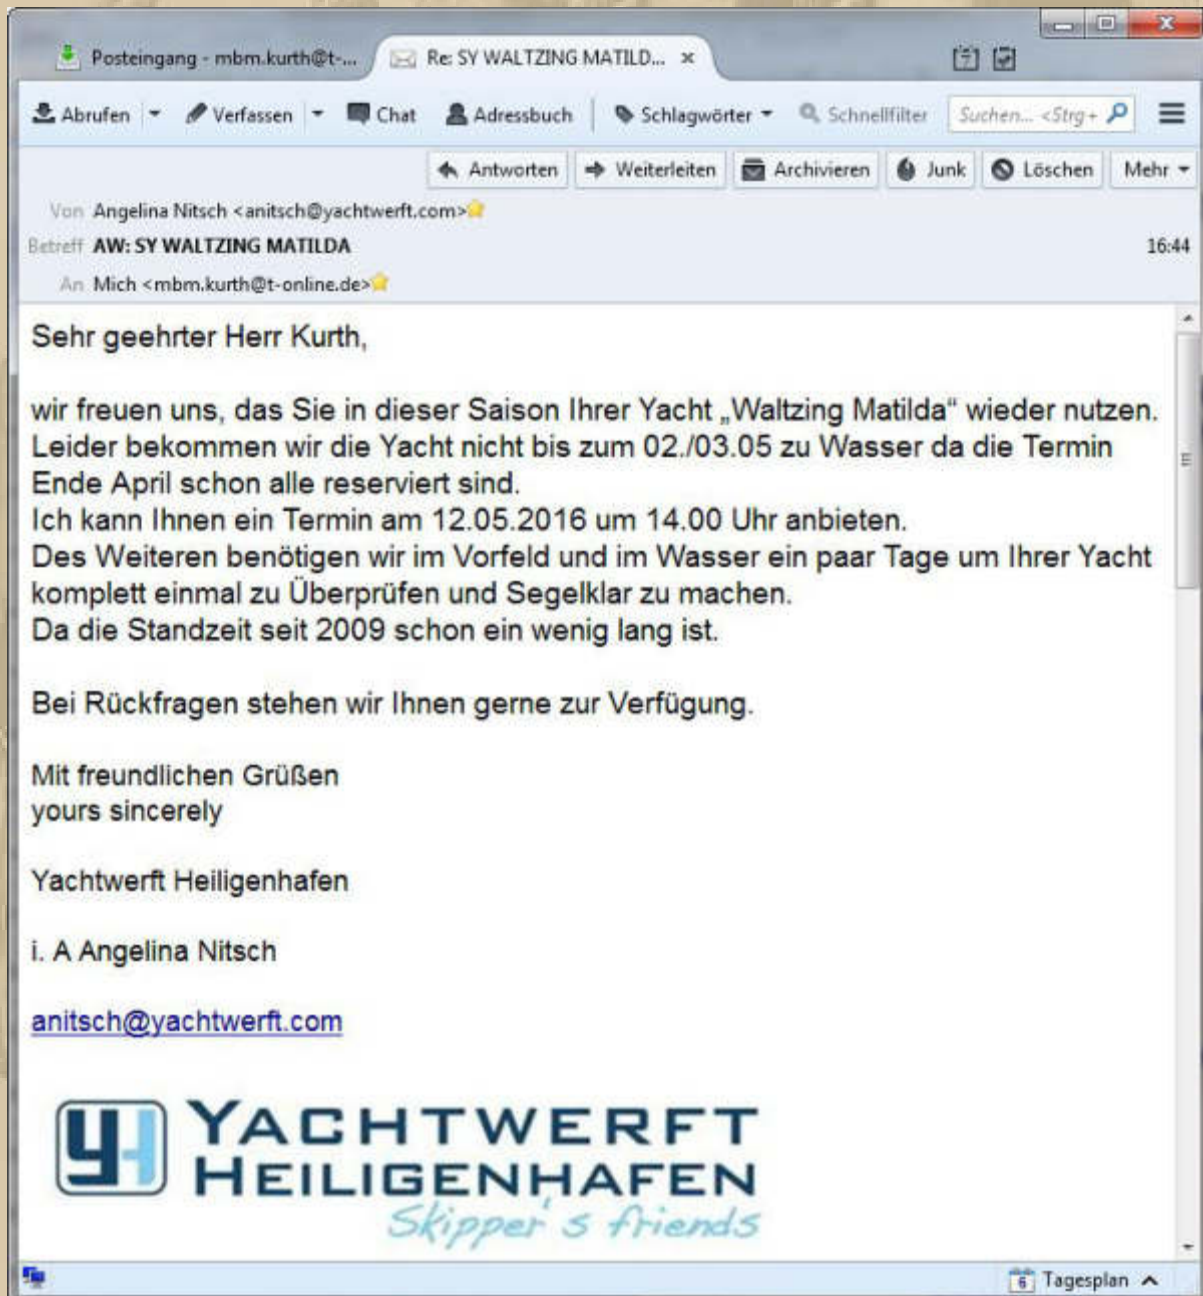 Posteingang - mbm.kurth@t-... Re: SY WALTZING MATILD...
Abrufen Verfassen Chat Adressbuch Schlagwörter Schnellfilter Suchen... <Strg+
Antworten Weiterleiten Archivieren Junk Löschen Mehr
Von Angelina Nitsch <anitsch@yachtwerft.com>
Betreff AW: SY WALTZING MATILDA 16:44
An Mich <mbm.kurth@t-online.de>
Sehr geehrter Herr Kurth,
wir freuen uns, das Sie in dieser Saison Ihrer Yacht „Waltzing Matilda“ wieder nutzen.
Leider bekommen wir die Yacht nicht bis zum 02./03.05 zu Wasser da die Termin
Ende April schon alle reserviert sind.
Ich kann Ihnen ein Termin am 12.05.2016 um 14.00 Uhr anbieten.
Des Weiteren benötigen wir im Vorfeld und im Wasser ein paar Tage um Ihrer Yacht
komplett einmal zu Überprüfen und Segelklar zu machen.
Da die Standzeit seit 2009 schon ein wenig lang ist.
Bei Rückfragen stehen wir Ihnen gerne zur Verfügung.
Mit freundlichen Grüßen
yours sincerely
Yachtwerft Heiligenhafen
i. A Angelina Nitsch
anitsch@yachtwerft.com
YH YACHTWERFT
HEILIGENHAFEN
Skipper's friends
6 Tagesplan